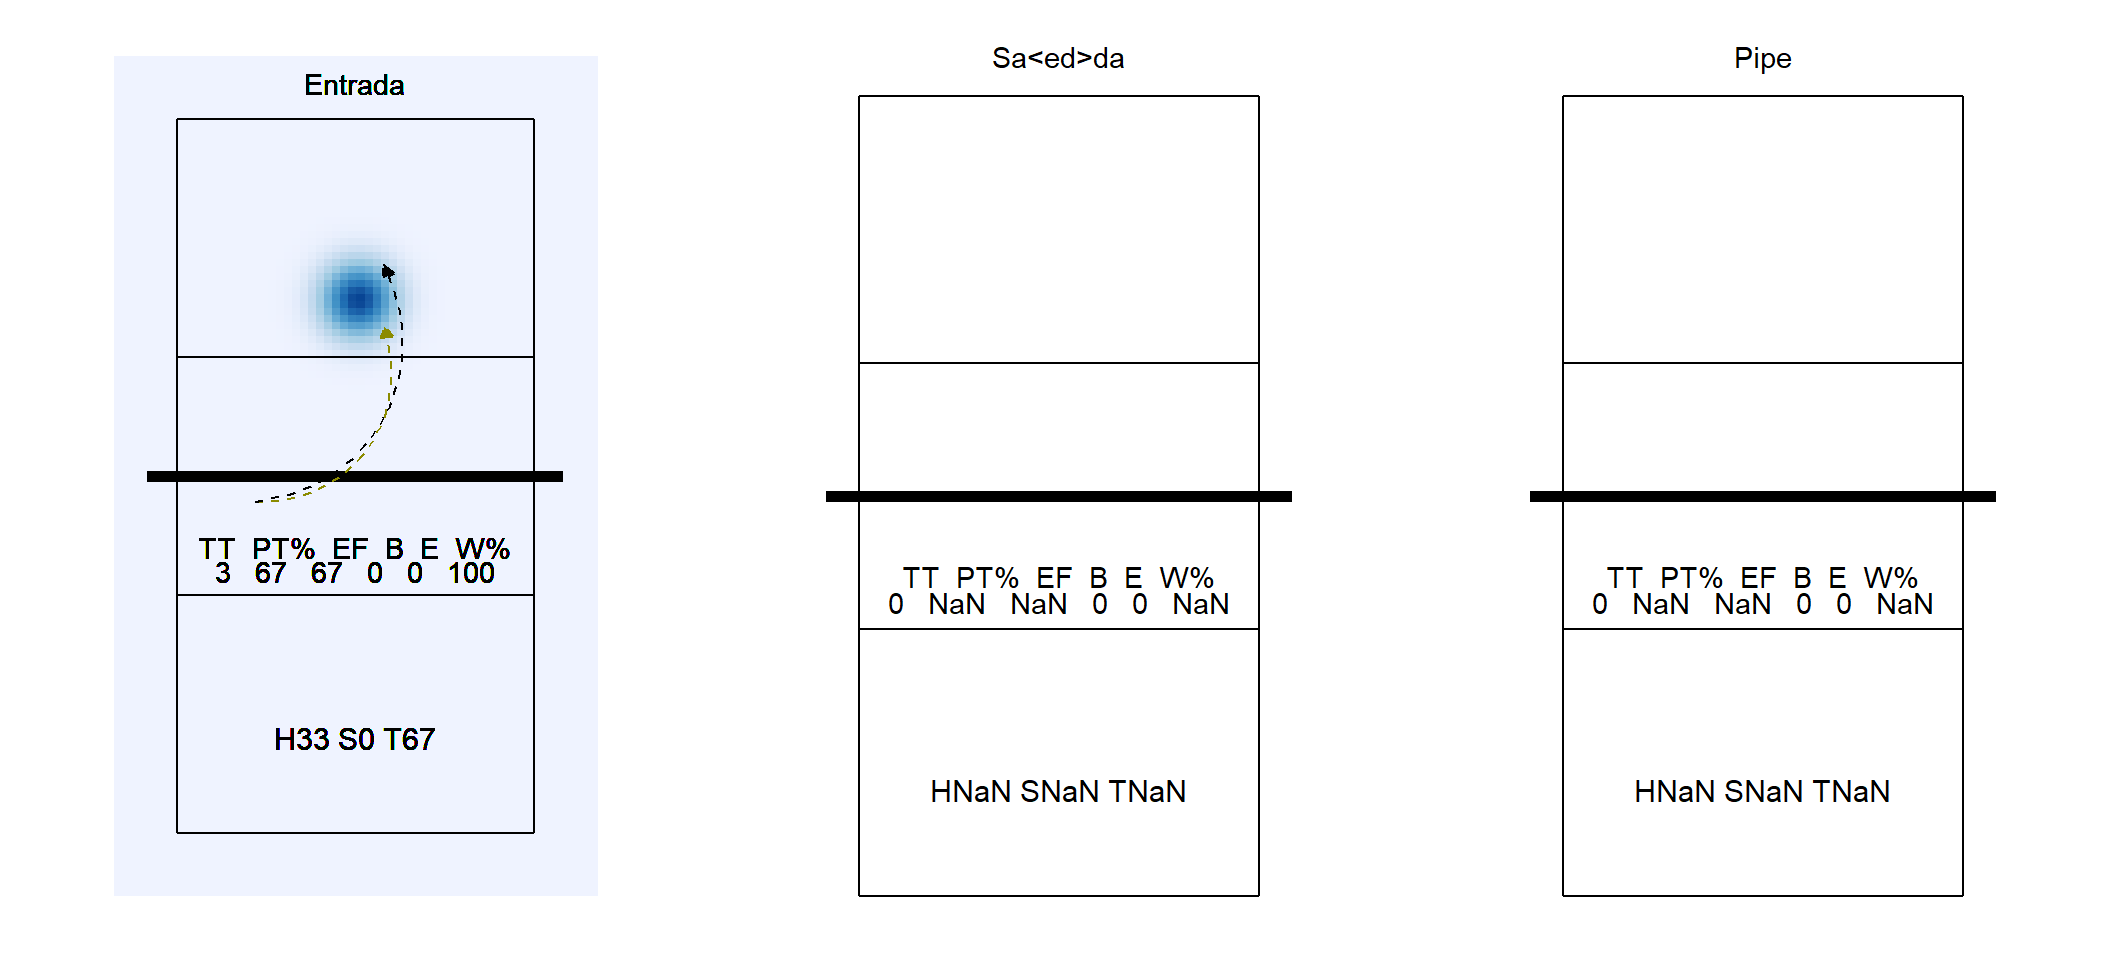 Entrada
TT PT% EF B E W%
3 67 67 0 0 100
H33 S0 T67
Sa<ed>da
TT PT% EF B E W%
0 NaN NaN 0 0 NaN
HNaN SNaN TNaN
Pipe
TT PT% EF B E W%
0 NaN NaN 0 0 NaN
HNaN SNaN TNaN